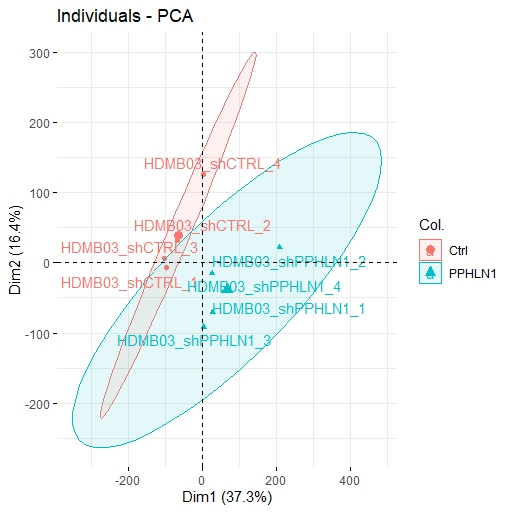 Individuals - PCA
300
200
100
0
-100
-200
Dim2 (16.4%)
HDMB03_shCTRL_4
HDMB03_shCTRL_2
HDMB03_shCTRL_3
HDMB03_shPPHLN1_2
HDMB03_shCTRL_1
HDMB03_shPPHLN1_4
HDMB03_shPPHLN1_1
HDMB03_shPPHLN1_3
-200
0
200
400
Dim1 (37.3%)
Col.
Ctrl
PPHLN1